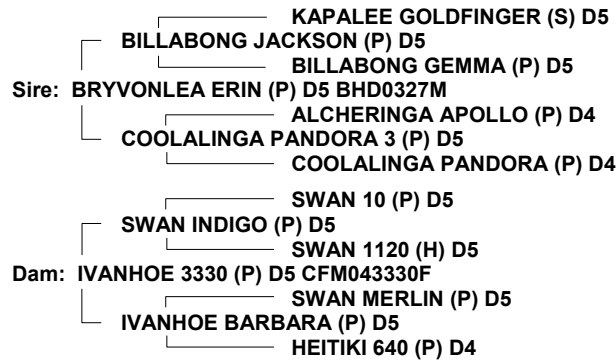 KAPALEE GOLDFINGER (S) D5
BILLABONG JACKSON (P) D5
BILLABONG GEMMA (P) D5
Sire: BRYVONLEA ERIN (P) D5 BHD0327M
ALCHERINGA APOLLO (P) D4
COOLALINGA PANDORA 3 (P) D5
COOLALINGA PANDORA (P) D4
SWAN 10 (P) D5
SWAN INDIGO (P) D5
SWAN 1120 (H) D5
Dam: IVANHOE 3330 (P) D5 CFM043330F
SWAN MERLIN (P) D5
IVANHOE BARBARA (P) D5
HEITIKI 640 (P) D4